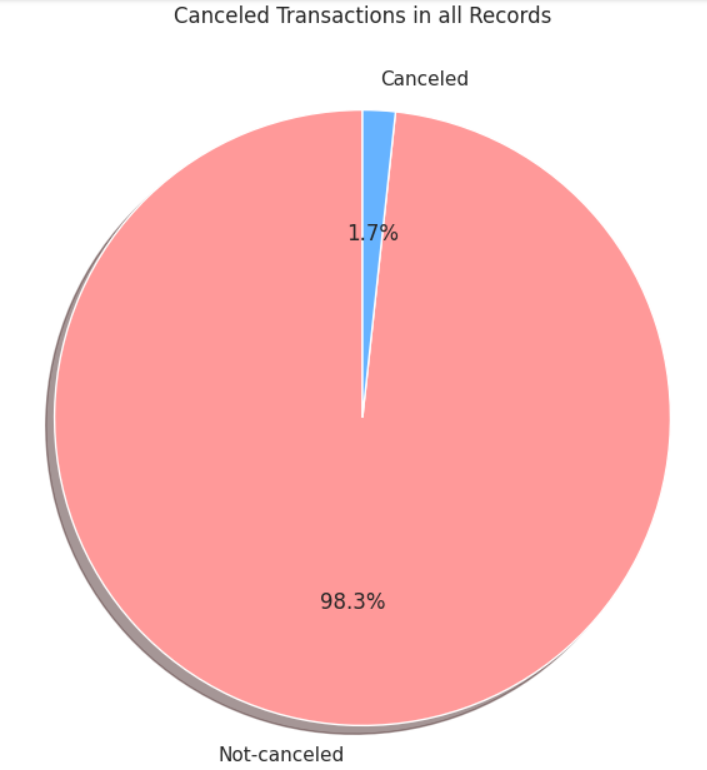 Canceled Transactions in all Records
Canceled
1.7%
98.3%
Not-canceled